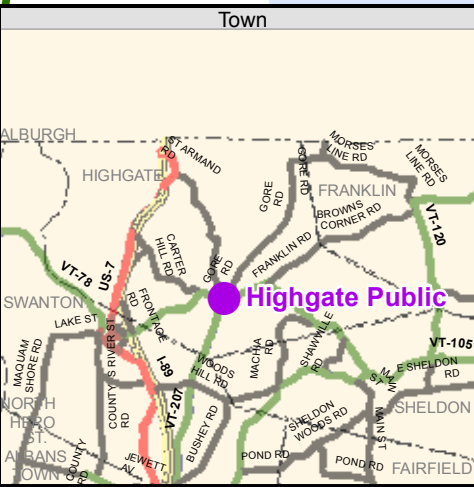 Town
ALBURGH
ST ARMAND
RD
HIGHGATE
MORSES
LINE RD
GORE RD
MORSES
LINE RD
FRANKLIN
GORE
RD
BROWNS
CORNER RD
VT-120
CARTER
HILL RD
GORE
RD
FRANKLIN RD
VT-78
US-7
Highgate Public
SWANTON
FRONTAGE
RD
LAKE ST
S RIVER ST
SHAWVILLE
RD
MACHIA
RD
VT-105
I-89
WOODS
HILL RD
MAQUAM
SHORE RD
E SHELDON
RD
MAIN
ST
COUNTY
RD
VT-207
NORTH
HERO
ST.
ALBANS
TOWN
BUSHEY RD
SHELDON
WOODS RD
MAIN ST
SHELDON
COUNTY
RD
JEWETT
AV
POND RD
POND RD
FAIRFIELD